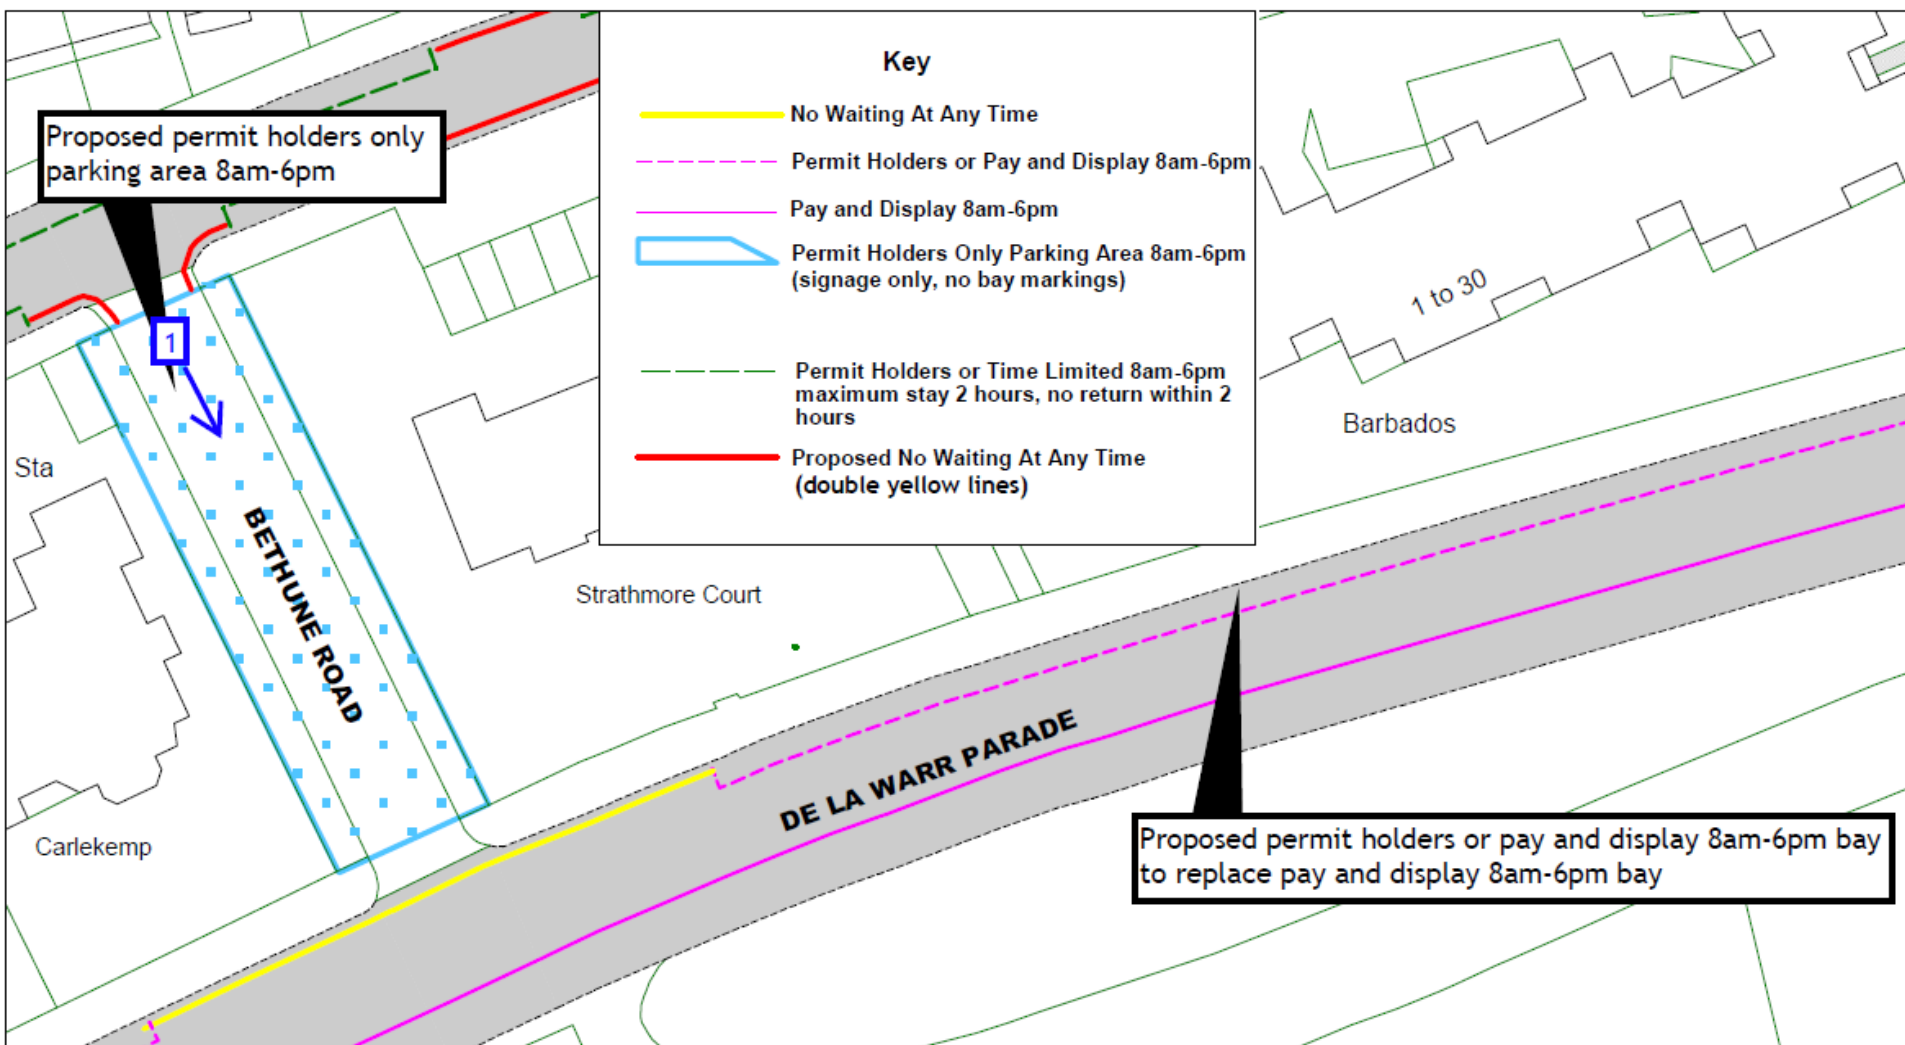 Key
No Waiting At Any Time
Permit Holders or Pay and Display 8am-6pm
Pay and Display 8am-6pm
Permit Holders Only Parking Area 8am-6pm
(signage only, no bay markings)
Permit Holders or Time Limited 8am-6pm
maximum stay 2 hours, no return within 2
hours
Proposed No Waiting At Any Time
(double yellow lines)
Proposed permit holders only
parking area 8am-6pm
1
1 to 30
Barbados
Sta
BETHUNE ROAD
Strathmore Court
DE LA WARR PARADE
Carlekemp
Proposed permit holders or pay and display 8am-6pm bay
to replace pay and display 8am-6pm bay